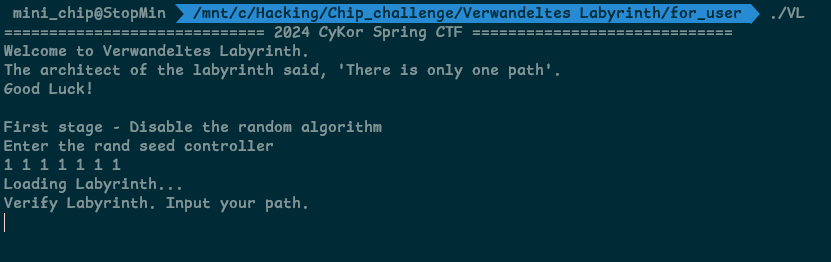 mini_chip@StopMin /mnt/c/Hacking/Chip_challenge/Verwandeltes Labyrinth/for_user ./VL
============================= 2024 CyKor Spring CTF =============================
Welcome to Verwandeltes Labyrinth.
The architect of the labyrinth said, 'There is only one path'.
Good Luck!
First stage - Disable the random algorithm
Enter the rand seed controller
1 1 1 1 1 1 1
Loading Labyrinth...
Verify Labyrinth. Input your path.